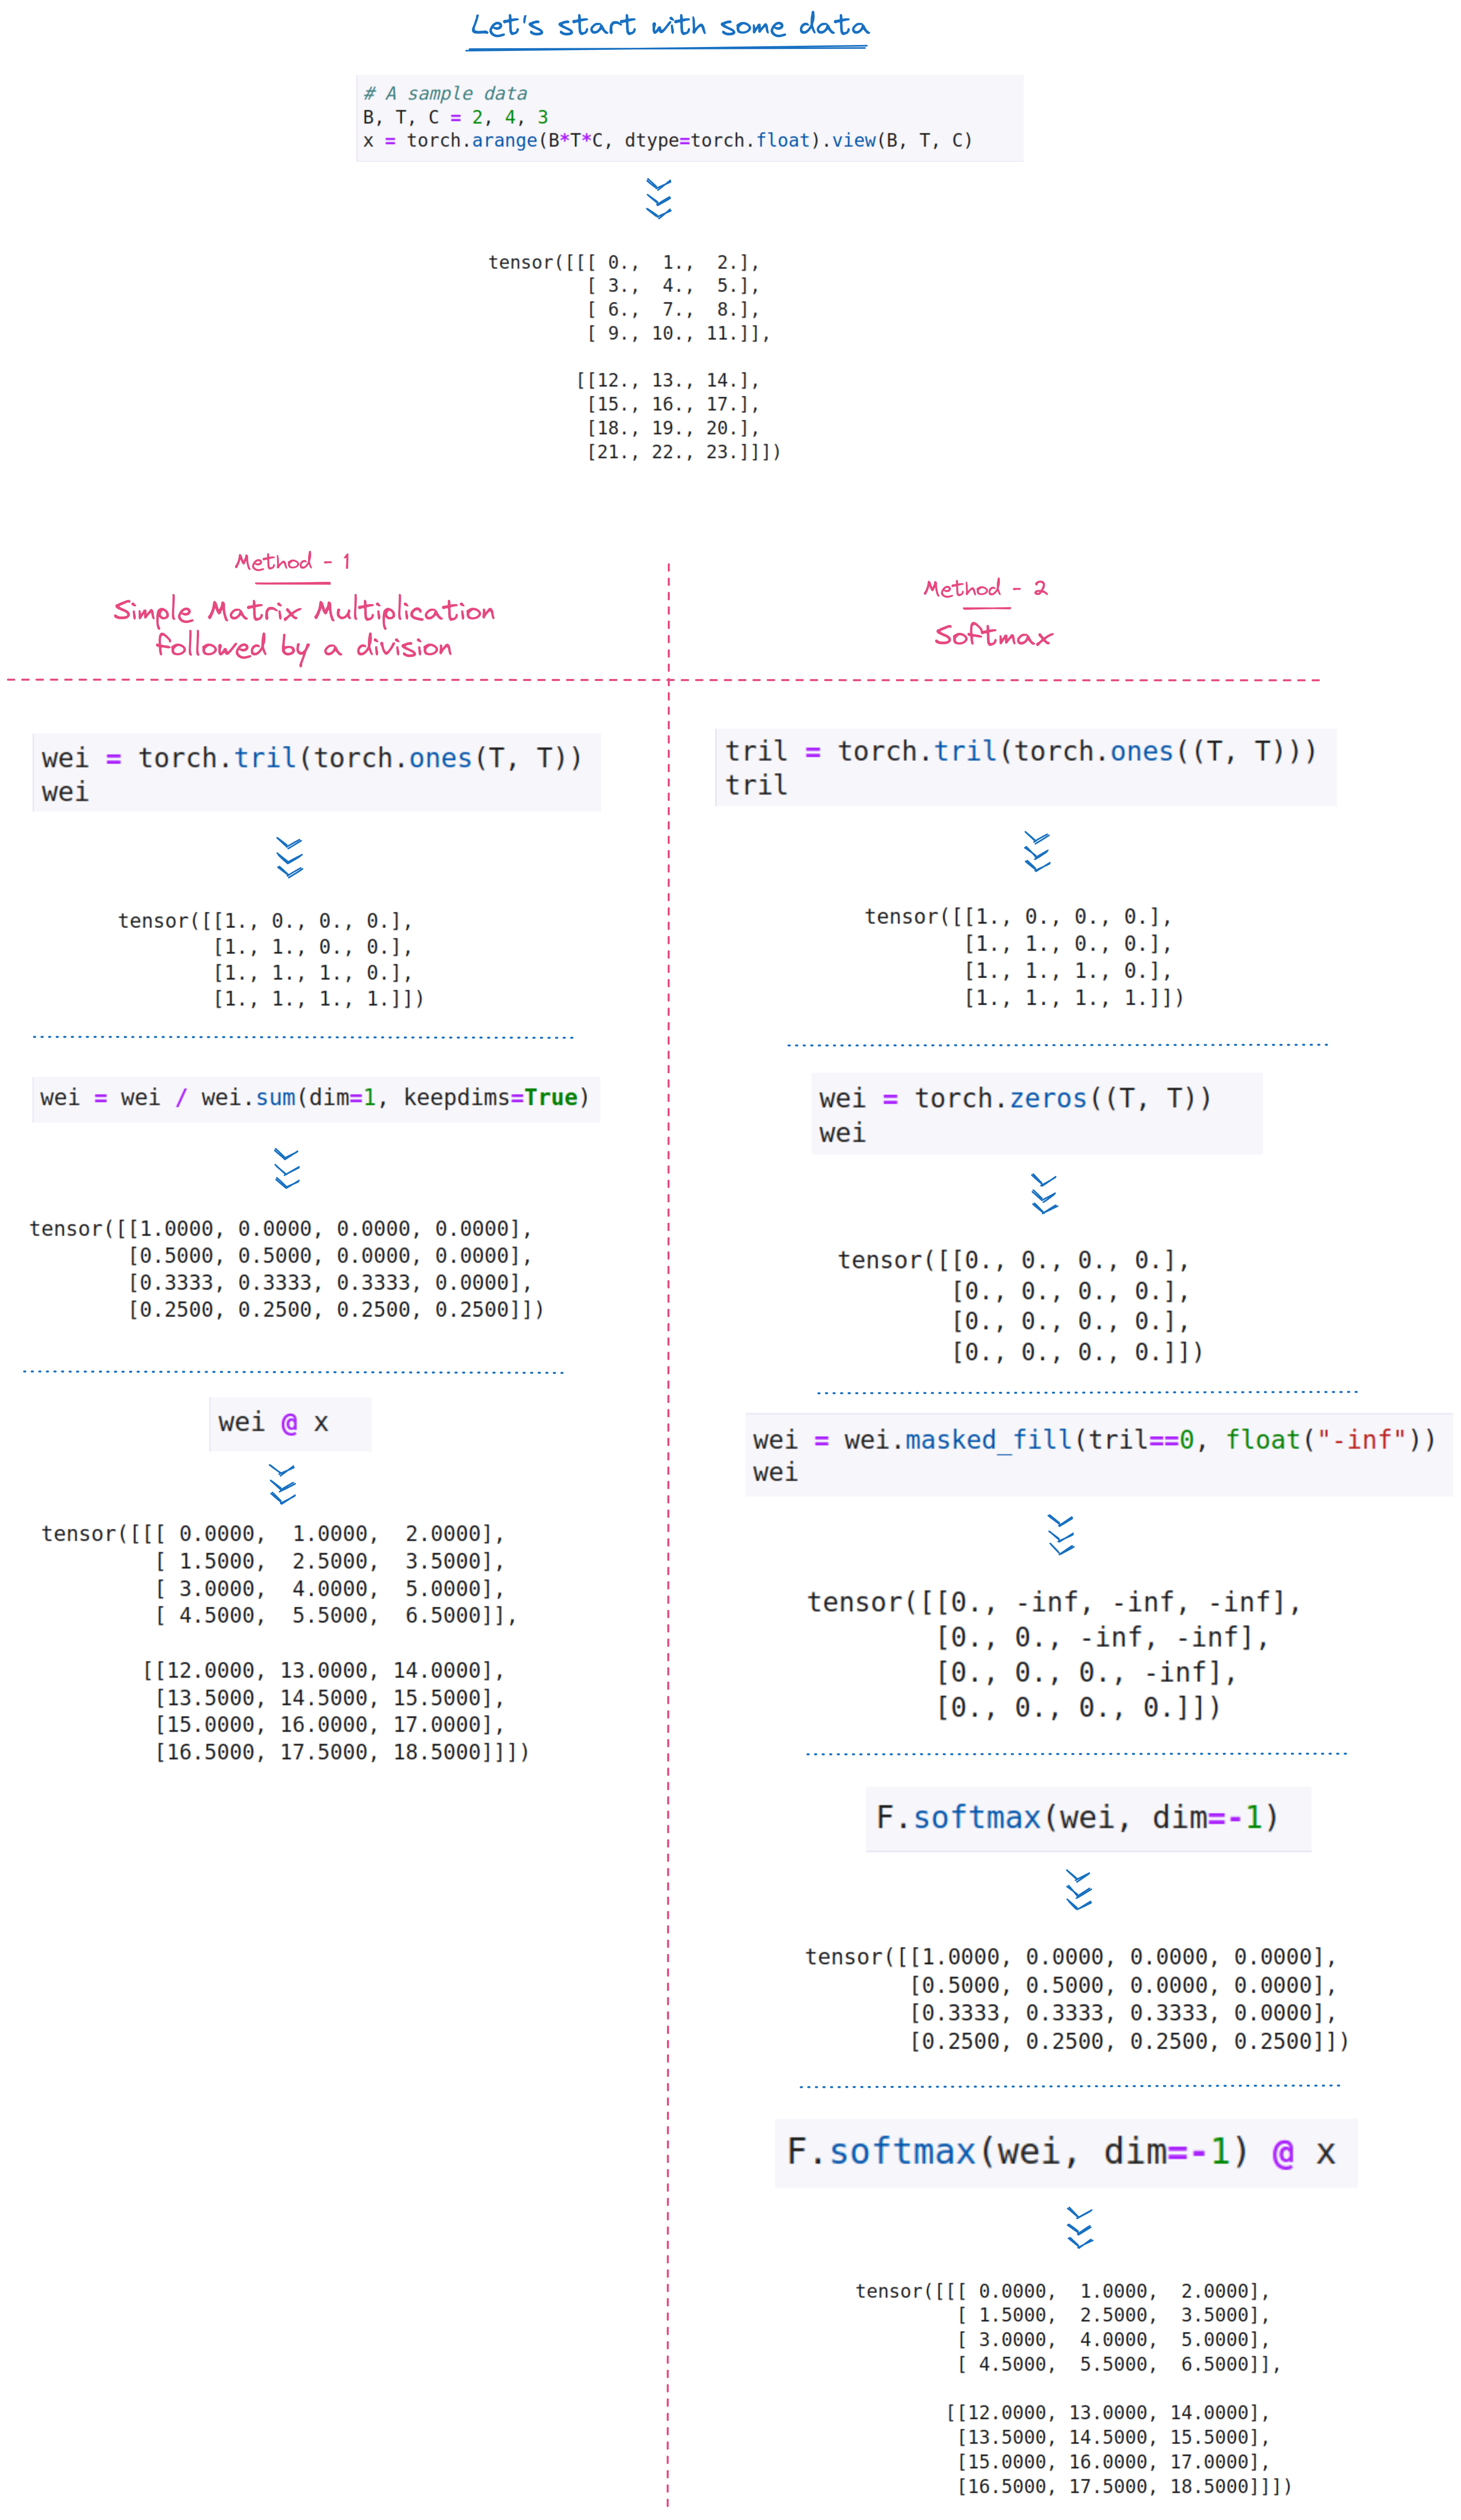 Let's start with some data
# A sample data
B, T, C = 2, 4, 3
x = torch.arange(B*T*C, dtype=torch.float).view(B, T, C)
tensor([[[ 0.,  1.,  2.],
         [ 3.,  4.,  5.],
         [ 6.,  7.,  8.],
         [ 9., 10., 11.]],
        [[12., 13., 14.],
         [15., 16., 17.],
         [18., 19., 20.],
         [21., 22., 23.]]])
Method - 1
Simple Matrix Multiplication
followed by a division
wei = torch.tril(torch.ones(T, T))
wei
tensor([[1., 0., 0., 0.],
        [1., 1., 0., 0.],
        [1., 1., 1., 0.],
        [1., 1., 1., 1.]])
wei = wei / wei.sum(dim=1, keepdims=True)
tensor([[1.0000, 0.0000, 0.0000, 0.0000],
        [0.5000, 0.5000, 0.0000, 0.0000],
        [0.3333, 0.3333, 0.3333, 0.0000],
        [0.2500, 0.2500, 0.2500, 0.2500]])
wei @ x
tensor([[[ 0.0000,  1.0000,  2.0000],
         [ 1.5000,  2.5000,  3.5000],
         [ 3.0000,  4.0000,  5.0000],
         [ 4.5000,  5.5000,  6.5000]],
        [[12.0000, 13.0000, 14.0000],
         [13.5000, 14.5000, 15.5000],
         [15.0000, 16.0000, 17.0000],
         [16.5000, 17.5000, 18.5000]]])
Method - 2
Softmax
tril = torch.tril(torch.ones((T, T)))
tril
tensor([[1., 0., 0., 0.],
        [1., 1., 0., 0.],
        [1., 1., 1., 0.],
        [1., 1., 1., 1.]])
wei = torch.zeros((T, T))
wei
tensor([[0., 0., 0., 0.],
        [0., 0., 0., 0.],
        [0., 0., 0., 0.],
        [0., 0., 0., 0.]])
wei = wei.masked_fill(tril==0, float("-inf"))
wei
tensor([[0., -inf, -inf, -inf],
        [0., 0., -inf, -inf],
        [0., 0., 0., -inf],
        [0., 0., 0., 0.]])
F.softmax(wei, dim=-1)
tensor([[1.0000, 0.0000, 0.0000, 0.0000],
        [0.5000, 0.5000, 0.0000, 0.0000],
        [0.3333, 0.3333, 0.3333, 0.0000],
        [0.2500, 0.2500, 0.2500, 0.2500]])
F.softmax(wei, dim=-1) @ x
tensor([[[ 0.0000,  1.0000,  2.0000],
         [ 1.5000,  2.5000,  3.5000],
         [ 3.0000,  4.0000,  5.0000],
         [ 4.5000,  5.5000,  6.5000]],
        [[12.0000, 13.0000, 14.0000],
         [13.5000, 14.5000, 15.5000],
         [15.0000, 16.0000, 17.0000],
         [16.5000, 17.5000, 18.5000]]])